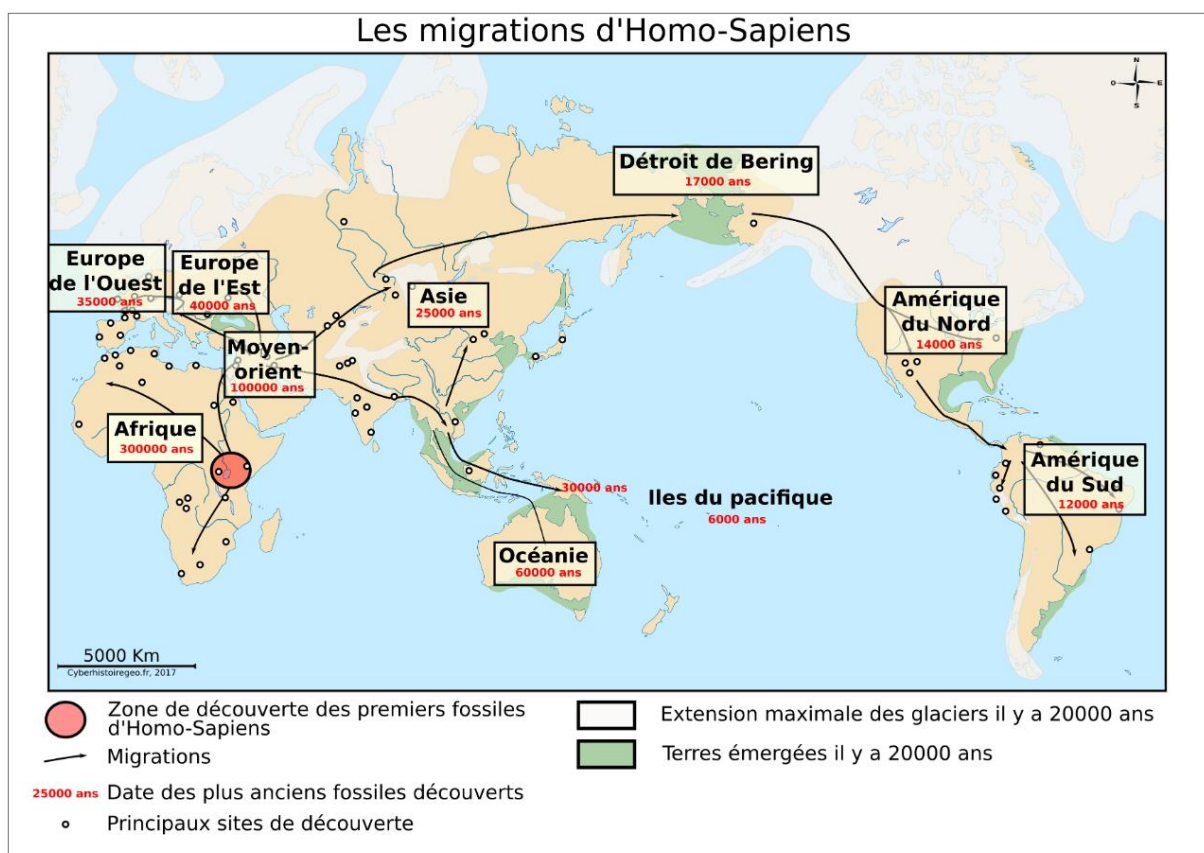 Les migrations d'Homo-Sapiens
N
O
E
S
Détroit de Bering
17000 ans
Europe
de l'Ouest
35000 ans
Europe
de l'Est
40000 ans
Asie
25000 ans
Amérique
du Nord
14000 ans
Moyen-
orient
100000 ans
Afrique
300000 ans
30000 ans
Iles du pacifique
6000 ans
Amérique
du Sud
12000 ans
Océanie
60000 ans
5000 Km
Cyberhistoiregeo.fr, 2017
Zone de découverte des premiers fossiles
d'Homo-Sapiens
Migrations
25000 ans Date des plus anciens fossiles découverts
Principaux sites de découverte
Extension maximale des glaciers il y a 20000 ans
Terres émergées il y a 20000 ans